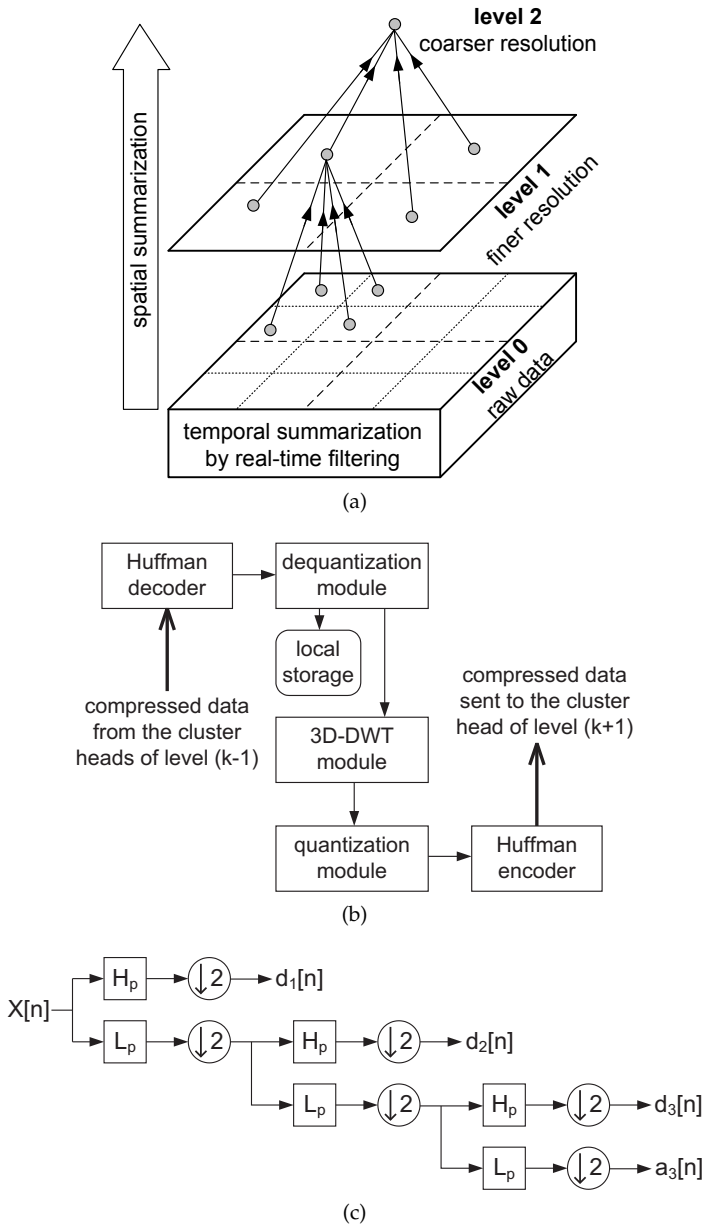 level 2
coarser resolution
spatial summarization
level 1
finer resolution
level 0
raw data
temporal summarization
by real-time filtering
(a)
Huffman
decoder
dequantization
module
local
storage
compressed data
from the cluster
heads of level (k-1)
compressed data
sent to the cluster
head of level (k+1)
3D-DWT
module
quantization
module
Huffman
encoder
(b)
X[n]
Hp
↓2
d1[n]
Lp
↓2
Hp
↓2
d2[n]
Lp
↓2
Hp
↓2
d3[n]
Lp
↓2
a3[n]
(c)